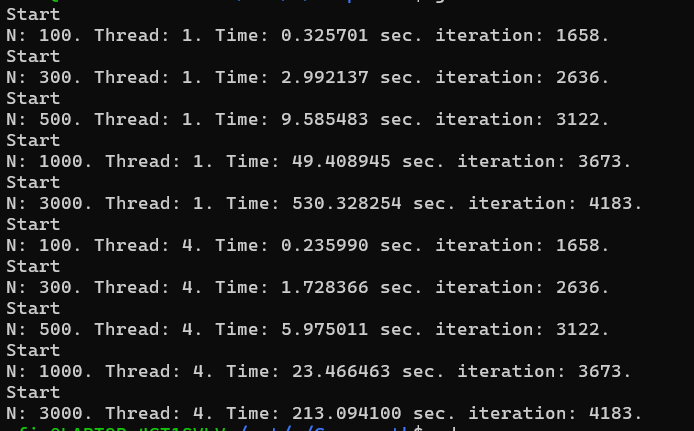 Start
N: 100. Thread: 1. Time: 0.325701 sec. iteration: 1658.
Start
N: 300. Thread: 1. Time: 2.992137 sec. iteration: 2636.
Start
N: 500. Thread: 1. Time: 9.585483 sec. iteration: 3122.
Start
N: 1000. Thread: 1. Time: 49.408945 sec. iteration: 3673.
Start
N: 3000. Thread: 1. Time: 530.328254 sec. iteration: 4183.
Start
N: 100. Thread: 4. Time: 0.235990 sec. iteration: 1658.
Start
N: 300. Thread: 4. Time: 1.728366 sec. iteration: 2636.
Start
N: 500. Thread: 4. Time: 5.975011 sec. iteration: 3122.
Start
N: 1000. Thread: 4. Time: 23.466463 sec. iteration: 3673.
Start
N: 3000. Thread: 4. Time: 213.094100 sec. iteration: 4183.